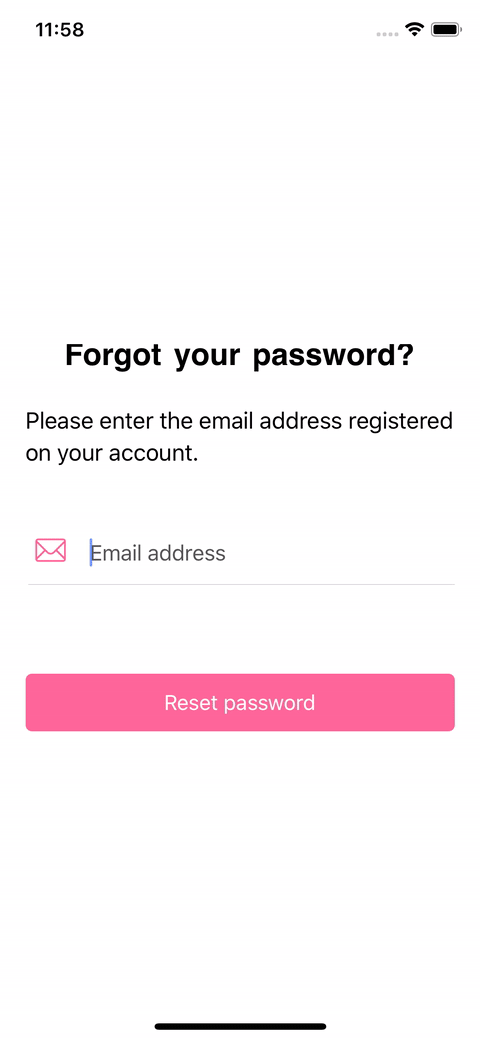 11:58
Forgot your password?
Please enter the email address registered
on your account.
Email address
Reset password